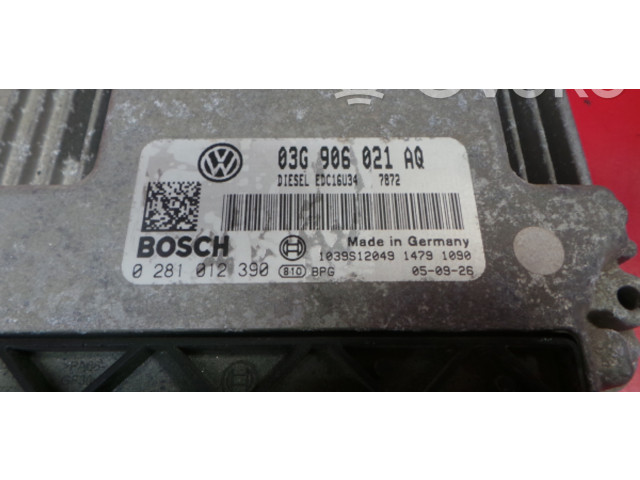 03G 906 021 AQ
DIESEL EDC16U34 7872
BOSCH
Made in Germany
1039S12049 1479 1090
0 281 012 390 B10 BPG 05-09-26